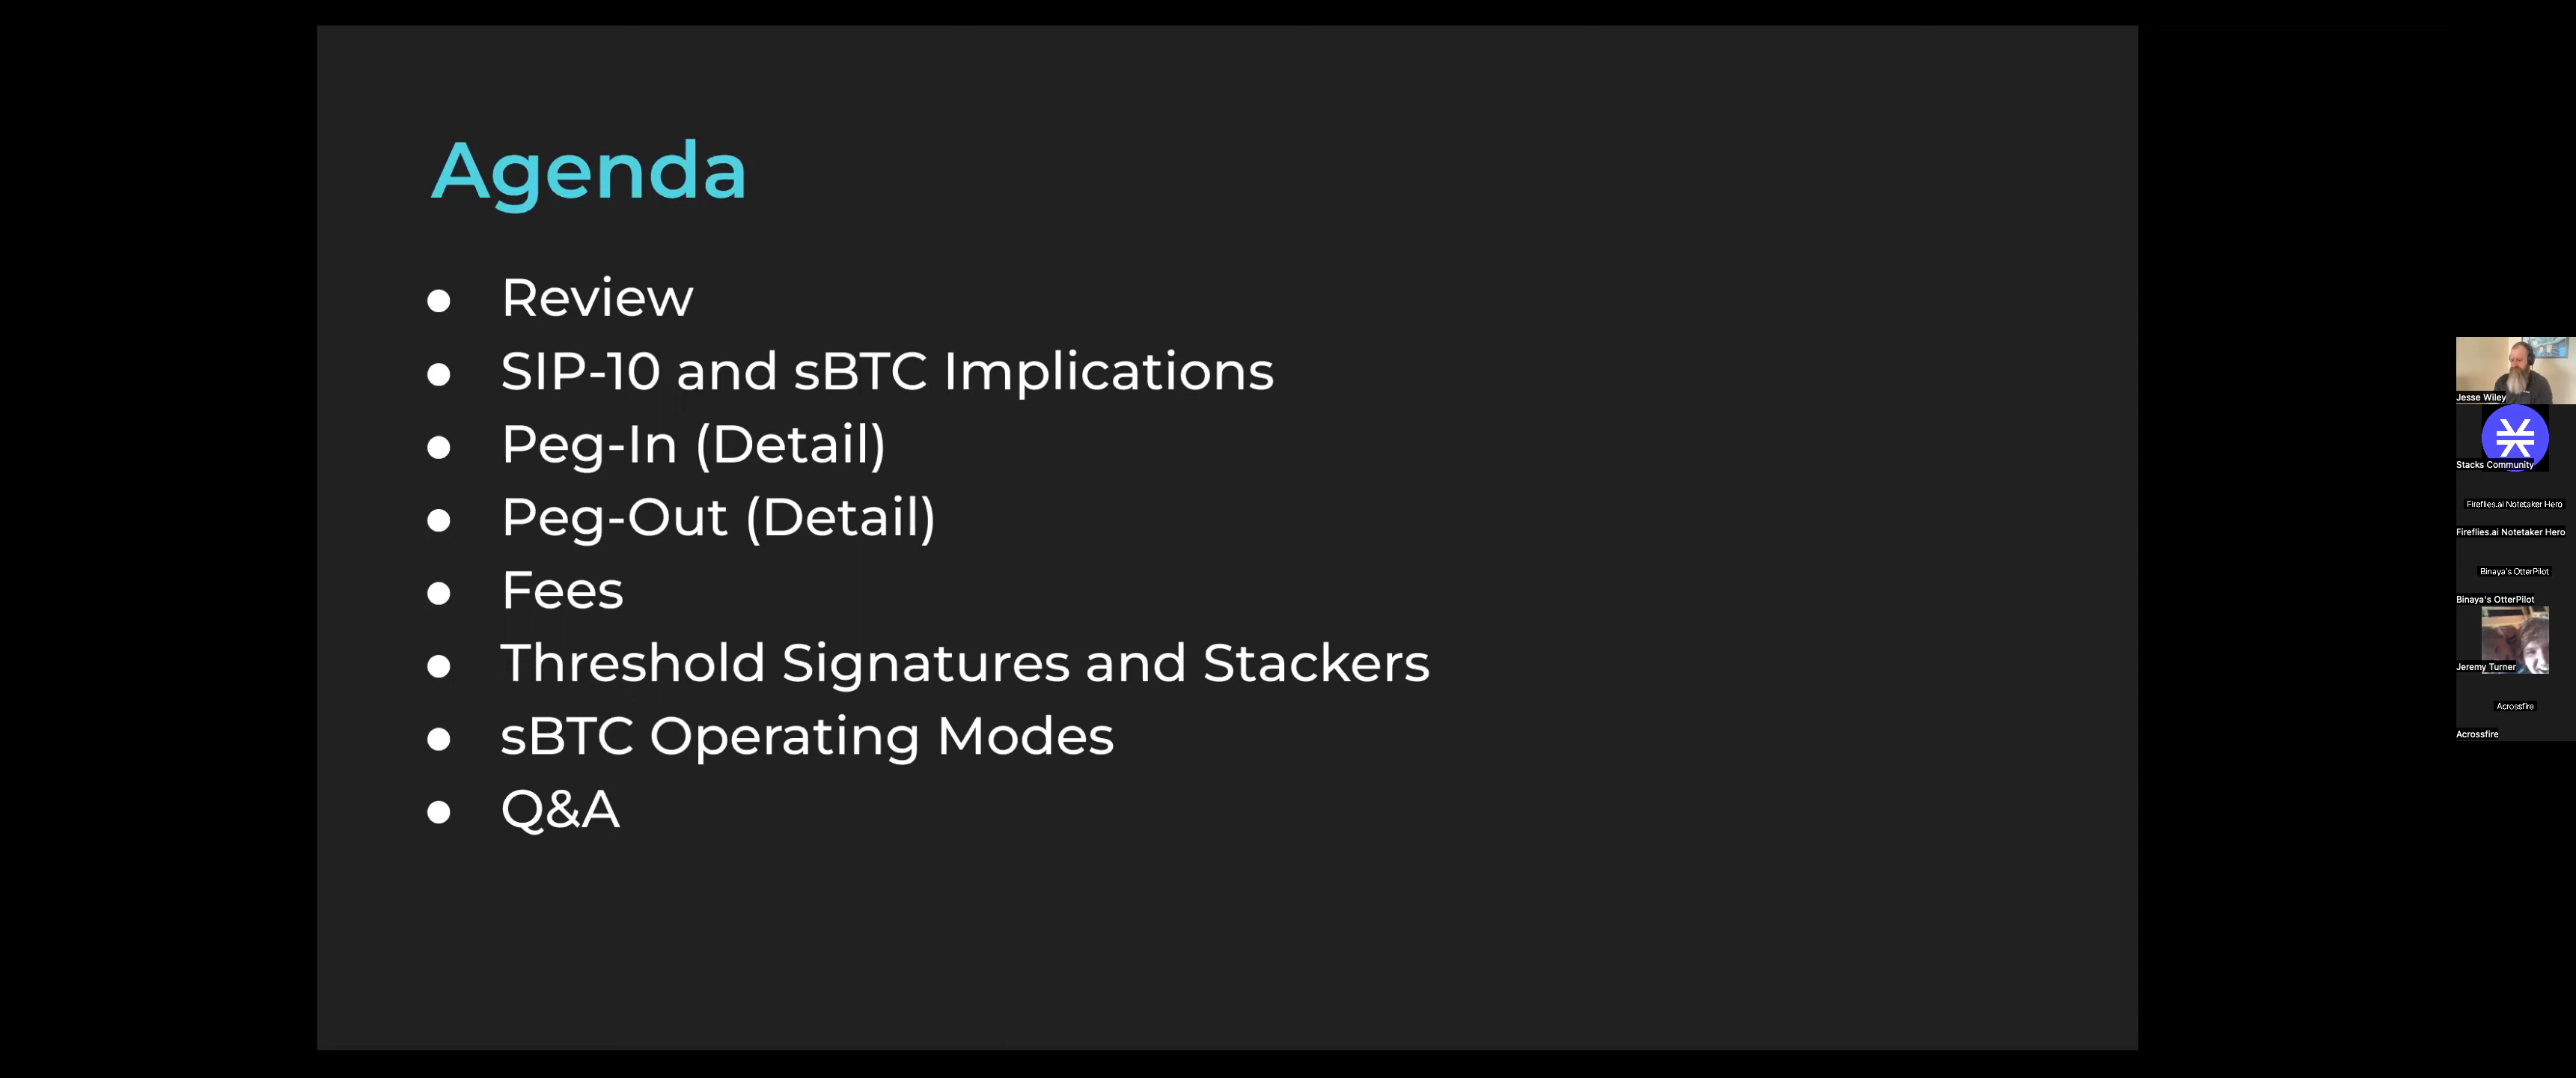 Agenda
● Review
● SIP-10 and sBTC Implications
● Peg-In (Detail)
● Peg-Out (Detail)
● Fees
● Threshold Signatures and Stackers
● sBTC Operating Modes
● Q&A
Jesse Wiley
Stacks Community
Fireflies.ai Notetaker Hero
Fireflies.ai Notetaker Hero
Binaya's OtterPilot
Binaya's OtterPilot
Jeremy Turner
Acrossfire
Acrossfire